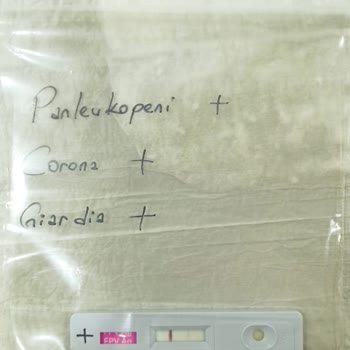 Panleukopeni +
Corona +
Giardia +
+ FPV Ag